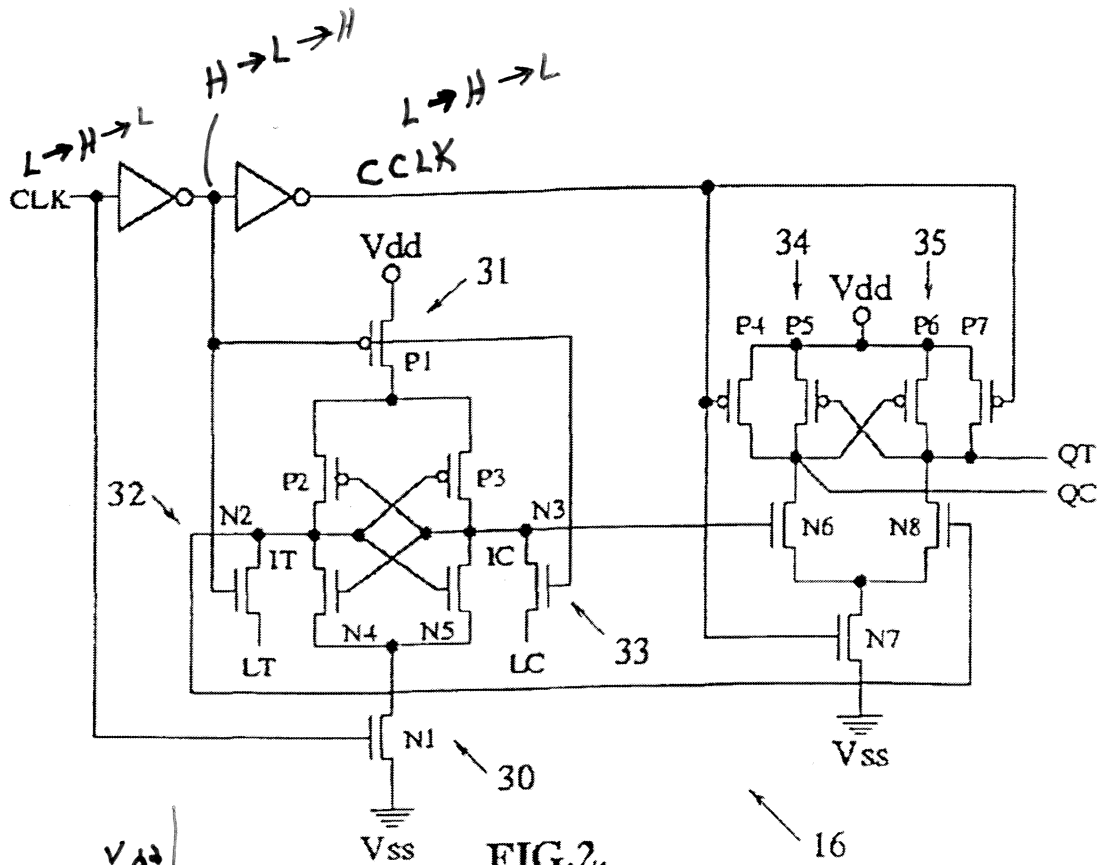 H → L → H
L → H → L
L → H → L
CCLK
CLK
Vdd
31
34
35
Vdd
P4
P5
P6
P7
P1
QT
QC
P2
P3
32
N2
N3
IT
IC
N6
N8
N4
N5
N7
LT
LC
33
N1
30
Vss
Vss
16
Vdd
FIG.2